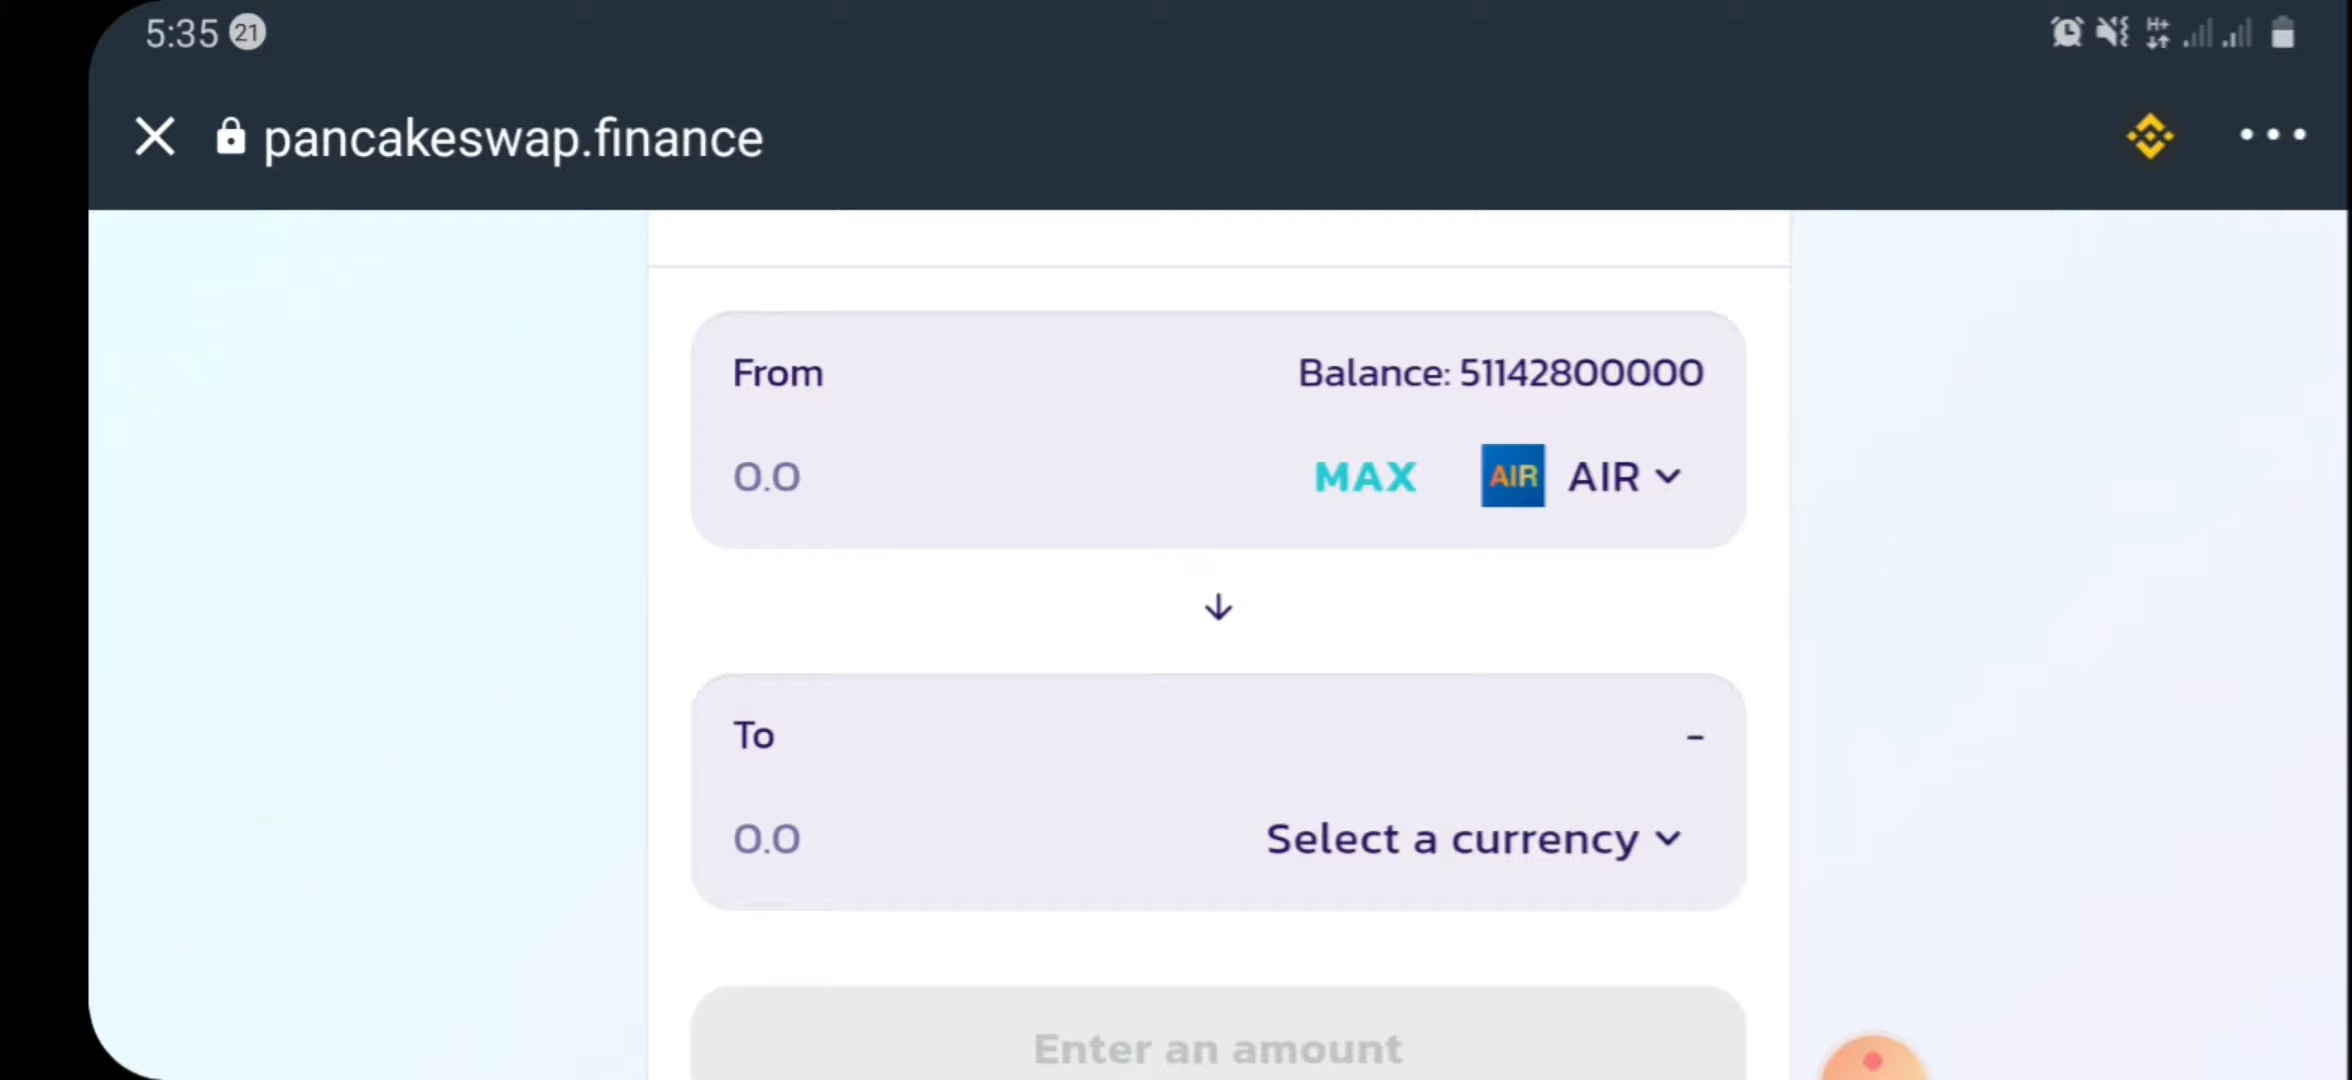 5:35 21
H+
pancakeswap.finance
From Balance: 51142800000
0.0 MAX AIR AIR
To -
0.0 Select a currency
Enter an amount